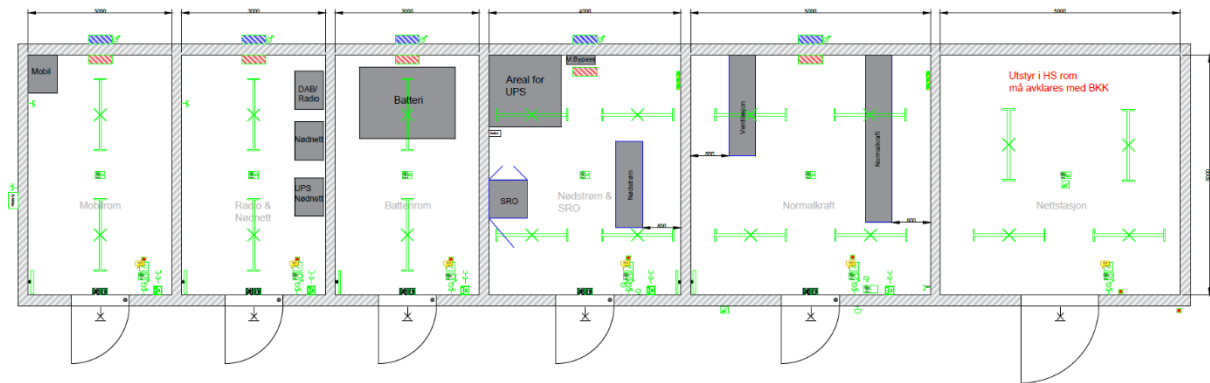 3000
3000
3000
4000
5000
5000
Mobil
DAB/
Radio
Nødnett
UPS
Nødnett
Batteri
Areal for
UPS
M.Bypass
SRO
Nødstrøm
800
Ventilasjon
800
Normalkraft
800
Utstyr i HS rom
må avklares med BKK
5000
Mobilrom
Radio &
Nødnett
Batterirom
Nødstrøm &
SRO
Normalkraft
Nettstasjon